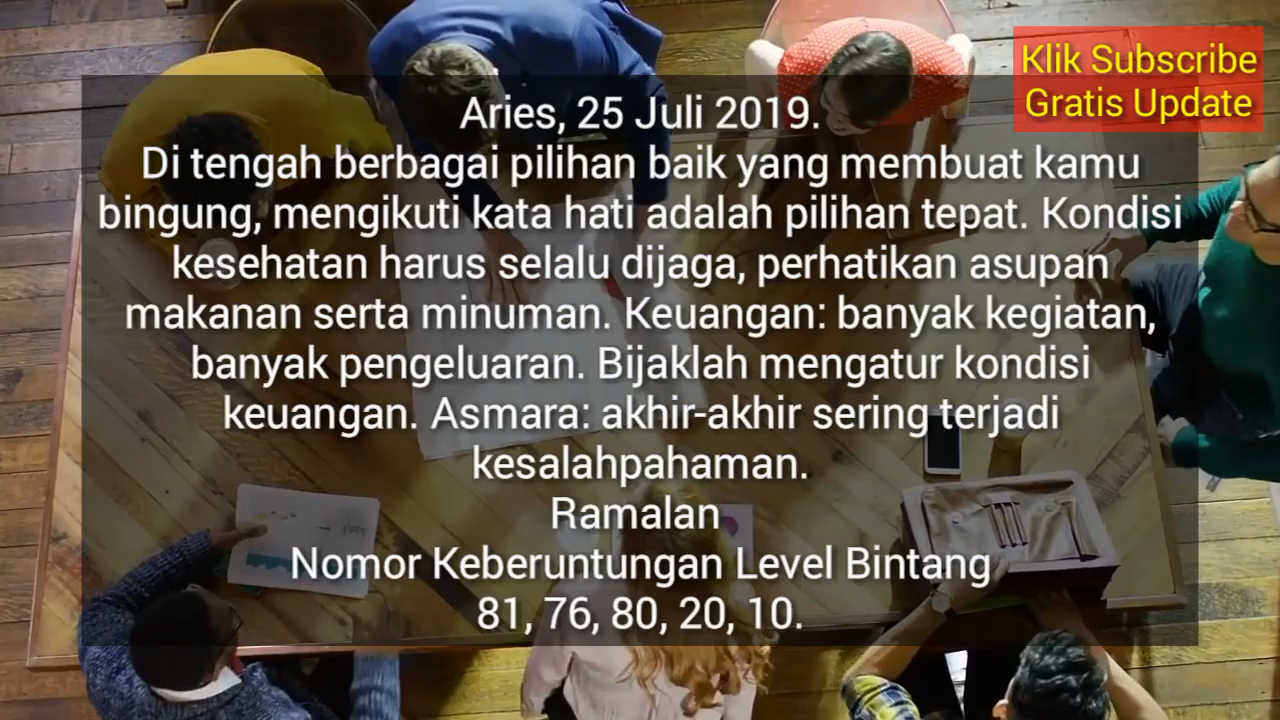 Klik Subscribe
Gratis Update
Aries, 25 Juli 2019.
Di tengah berbagai pilihan baik yang membuat kamu
bingung, mengikuti kata hati adalah pilihan tepat. Kondisi
kesehatan harus selalu dijaga, perhatikan asupan
makanan serta minuman. Keuangan: banyak kegiatan,
banyak pengeluaran. Bijaklah mengatur kondisi
keuangan. Asmara: akhir-akhir sering terjadi
kesalahpahaman.
Ramalan
Nomor Keberuntungan Level Bintang
81, 76, 80, 20, 10.